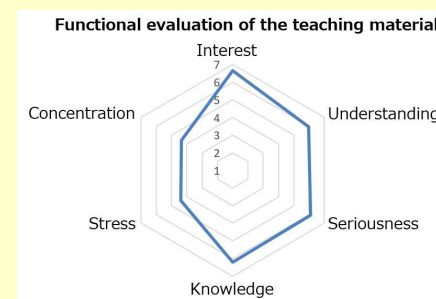 Functional evaluation of the teaching material
Interest
7
6
5
4
3
2
1
Concentration
Understanding
Stress
Seriousness
Knowledge